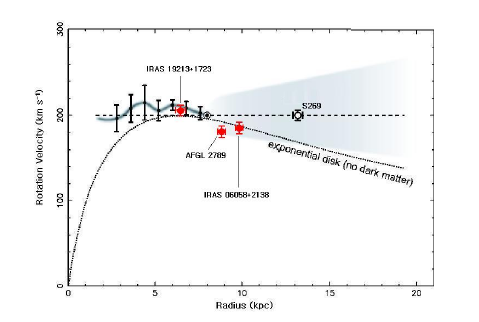 300
IRAS 19213+1723
S269
200
AFGL 2789
exponential disk (no dark matter)
IRAS 06058+2138
100
0
0 5 10 15 20
Radius (kpc)
Rotation Velocity (km s⁻¹)